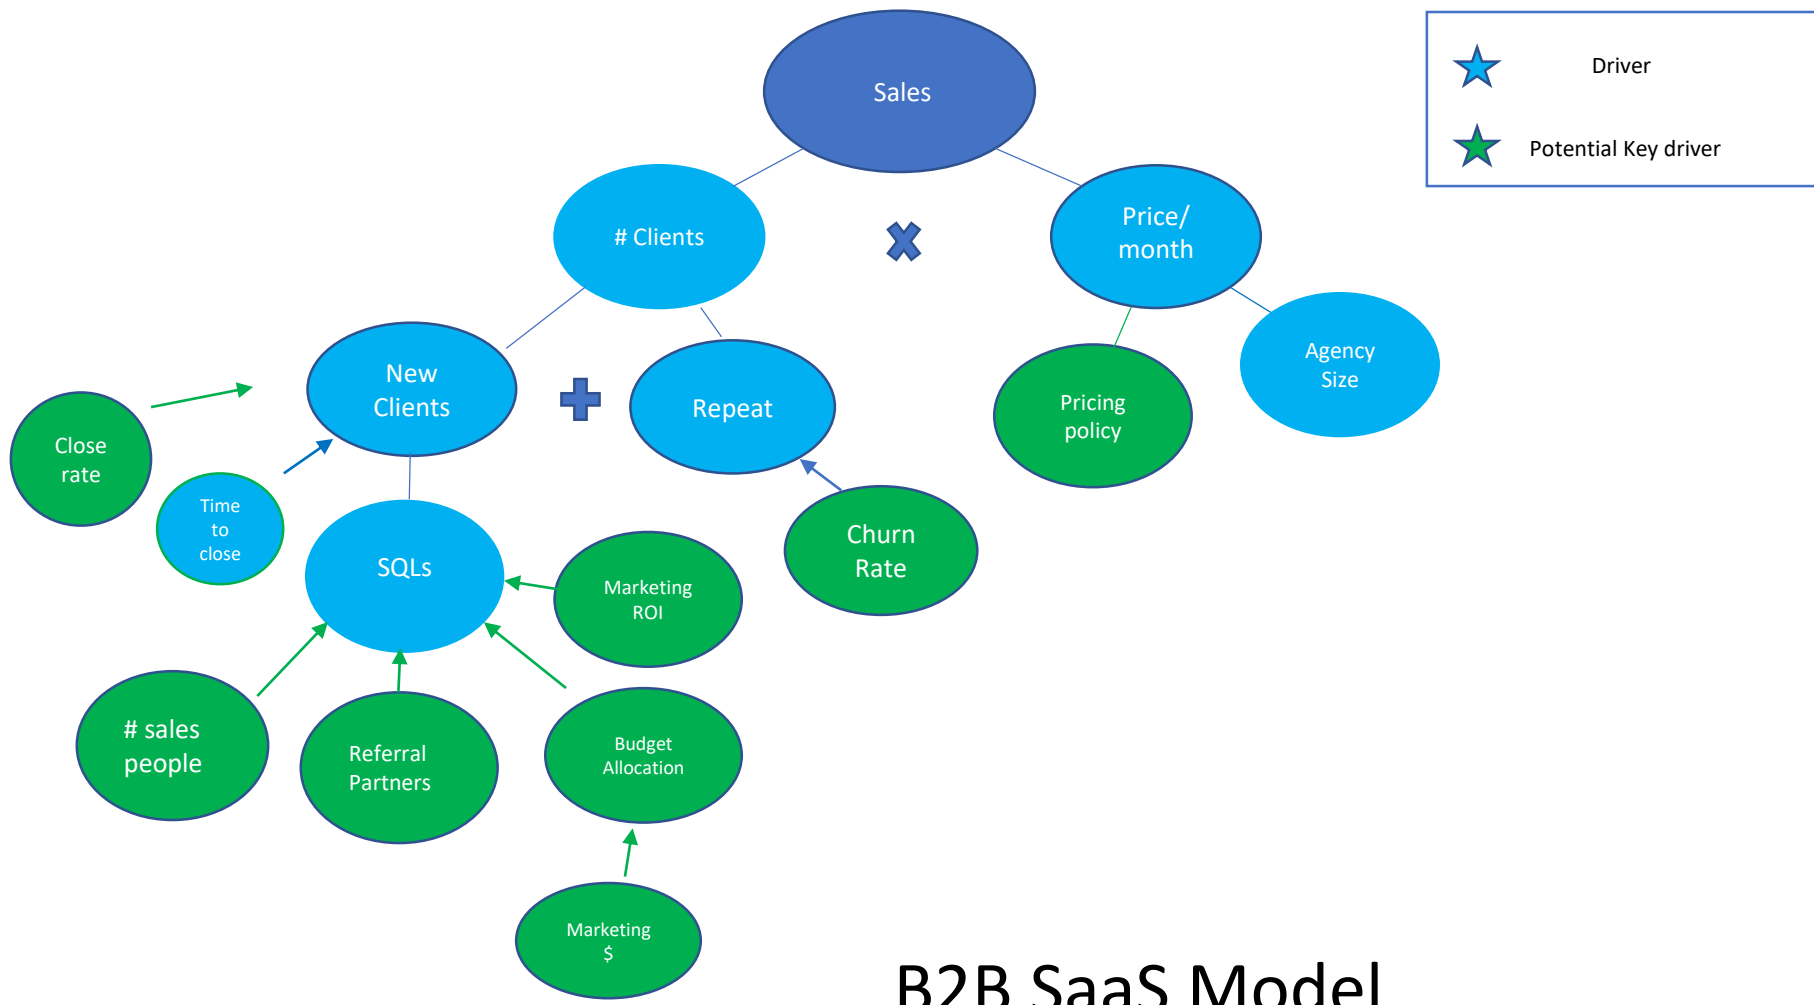 Sales
Driver
Potential Key driver
# Clients
Price/
month
New
Clients
Repeat
Agency
Size
Pricing
policy
Close
rate
Time
to
close
SQLs
Churn
Rate
Marketing
ROI
# sales
people
Referral
Partners
Budget
Allocation
Marketing
$
B2B SaaS Model